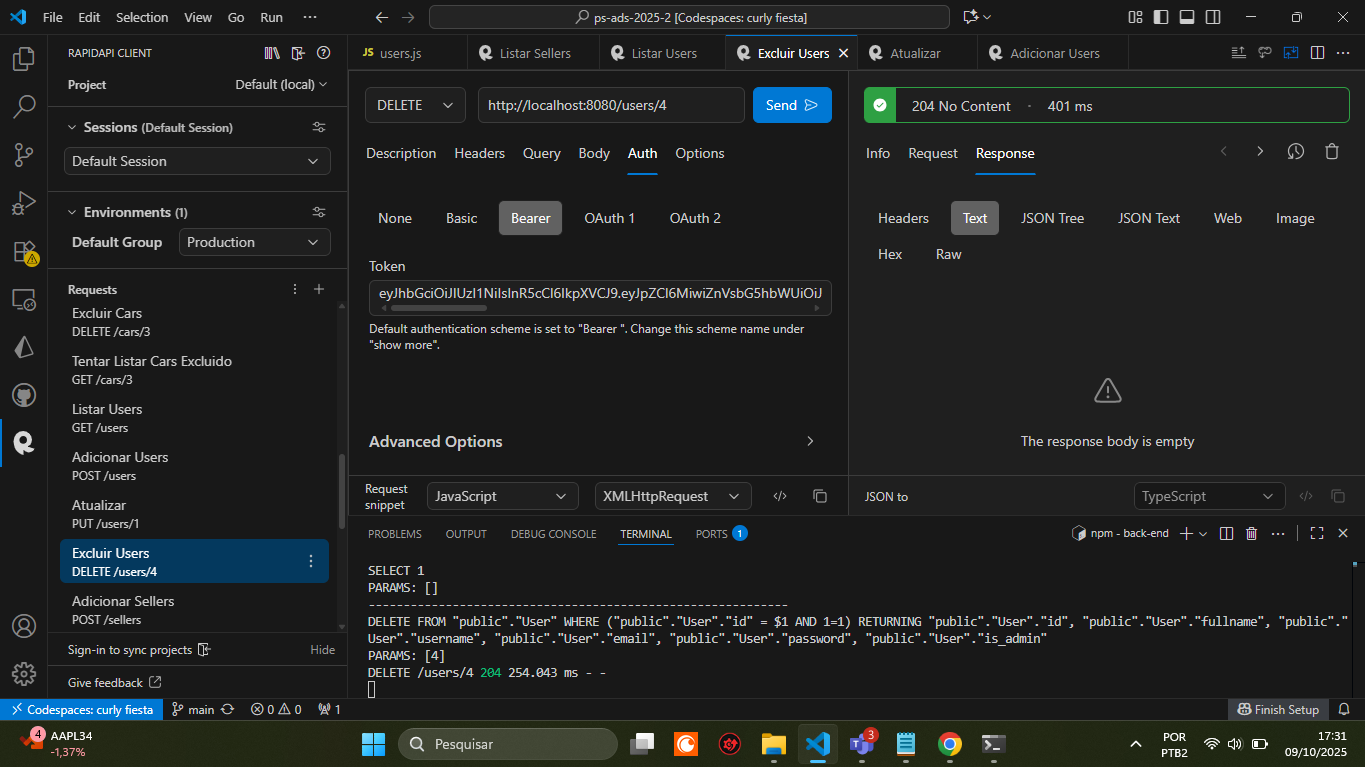 File Edit Selection View Go Run ···
ps-ads-2025-2 [Codespaces: curly fiesta]
RAPIDAPI CLIENT
Project Default (local)
Sessions (Default Session)
Default Session
Environments (1)
Default Group Production
Requests
Excluir Cars
DELETE /cars/3
Tentar Listar Cars Excluido
GET /cars/3
Listar Users
GET /users
Adicionar Users
POST /users
Atualizar
PUT /users/1
Excluir Users
DELETE /users/4
Adicionar Sellers
POST /sellers
Sign-in to sync projects Hide
Give feedback
JS users.js Listar Sellers Listar Users Excluir Users Atualizar Adicionar Users
DELETE http://localhost:8080/users/4 Send
Description Headers Query Body Auth Options
None Basic Bearer OAuth 1 OAuth 2
Token
Default authentication scheme is set to "Bearer ". Change this scheme name under
"show more".
Advanced Options
Request
snippet
JavaScript XMLHttpRequest
204 No Content · 401 ms
Info Request Response
Headers Text JSON Tree JSON Text Web Image
Hex Raw
The response body is empty
JSON to TypeScript
PROBLEMS OUTPUT DEBUG CONSOLE TERMINAL PORTS 1
npm - back-end
SELECT 1
PARAMS: []
------------------------------------------------------------
DELETE FROM "public"."User" WHERE ("public"."User"."id" = $1 AND 1=1) RETURNING "public"."User"."id", "public"."User"."fullname", "public"."
User"."username", "public"."User"."email", "public"."User"."password", "public"."User"."is_admin"
PARAMS: [4]
DELETE /users/4 204 254.043 ms - -
Codespaces: curly fiesta main 0 0 1 Finish Setup
4 AAPL34
-1,37%
Pesquisar
3
POR
PTB2
17:31
09/10/2025